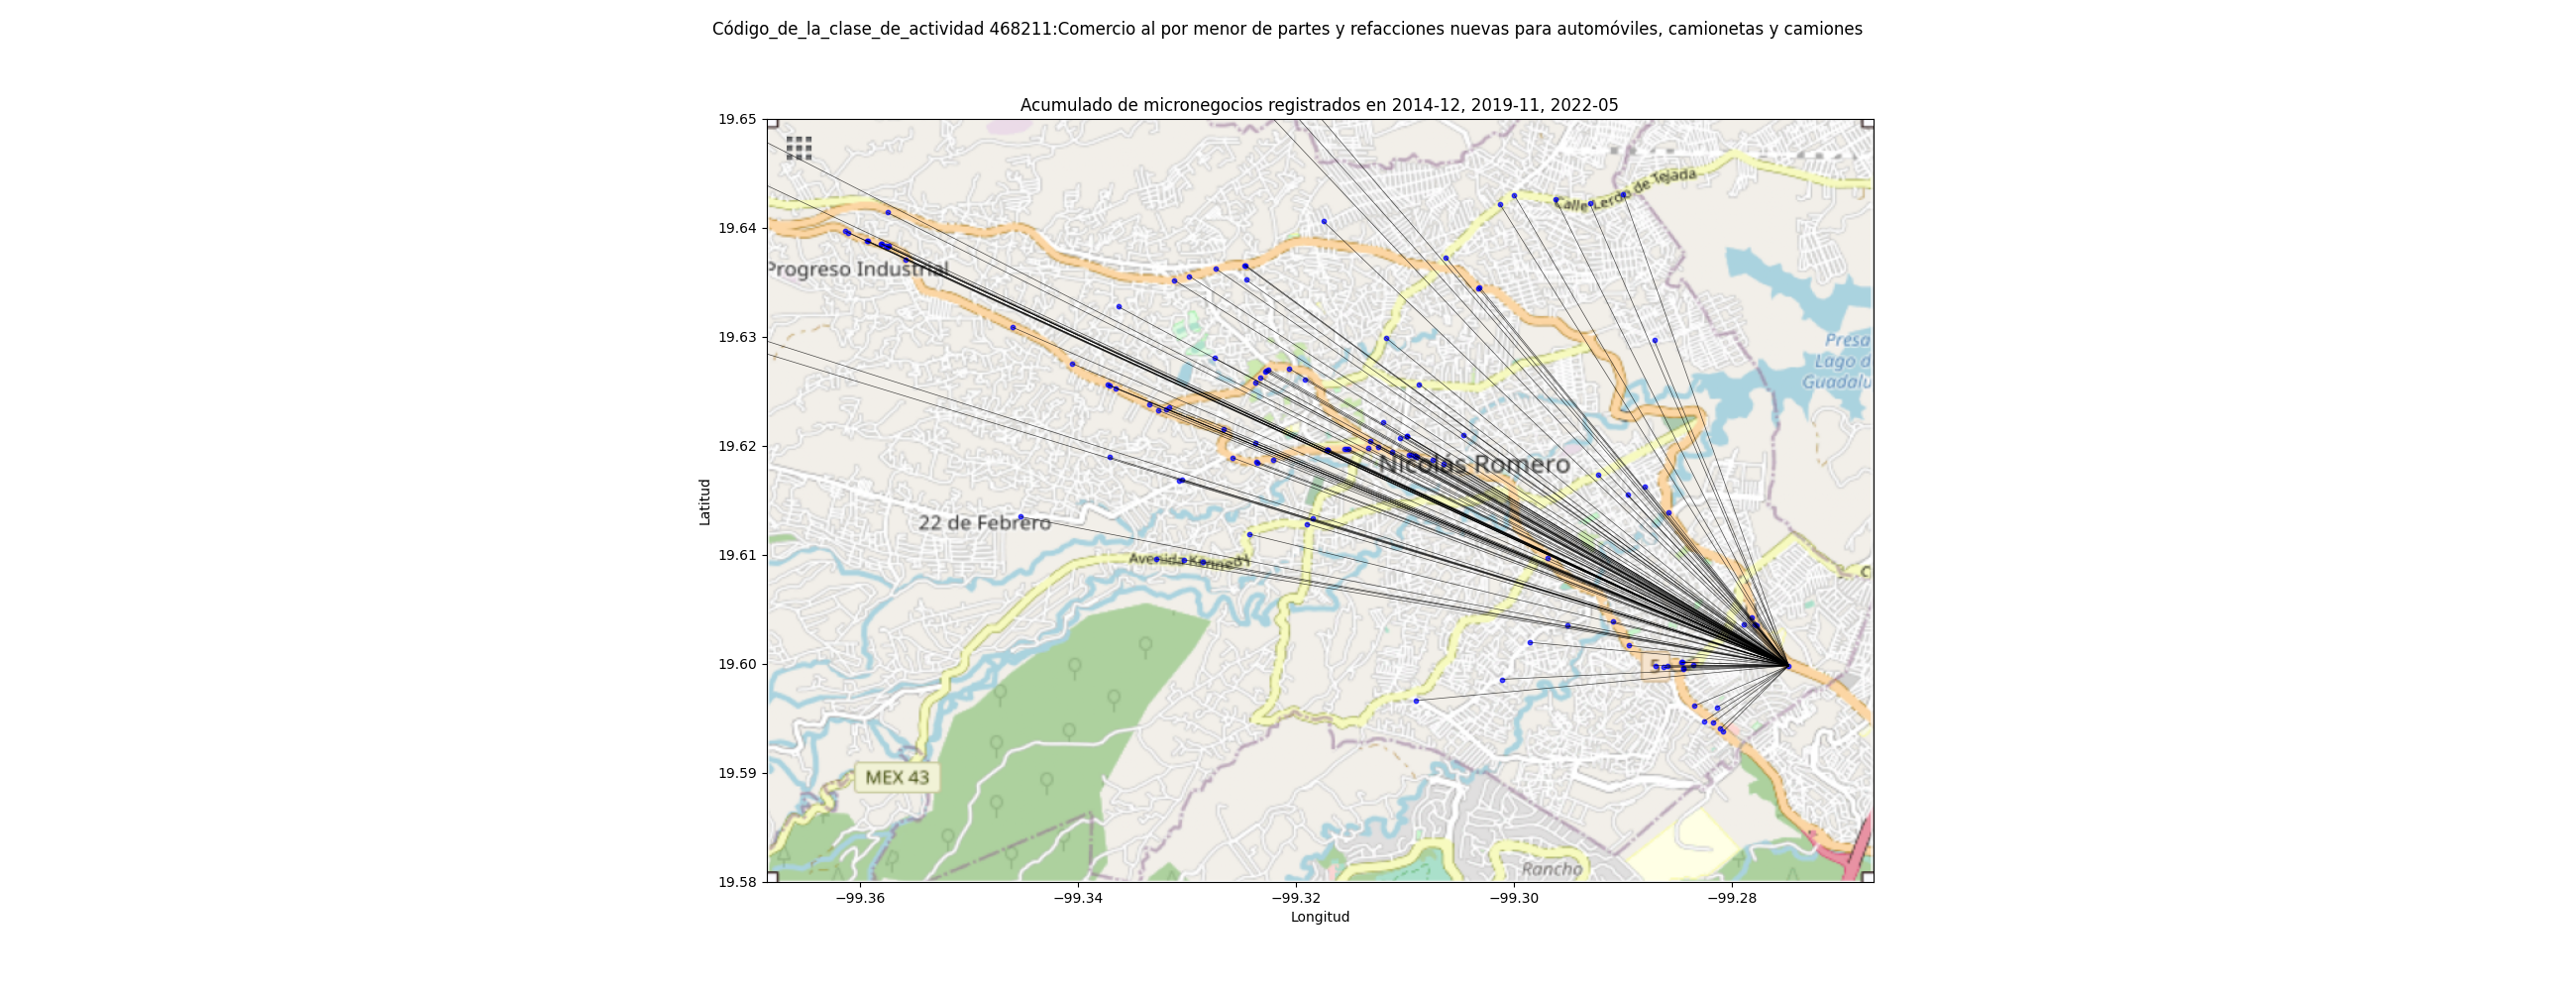 Código_de_la_clase_de_actividad 468211:Comercio al por menor de partes y refacciones nuevas para automóviles, camionetas y camiones
Acumulado de micronegocios registrados en 2014-12, 2019-11, 2022-05
19.65
19.64
19.63
19.62
19.61
19.60
19.59
19.58
Latitud
Calle Lerdo de Tejada
Progreso Industrial
Presa
Lago d
Guadalu
Nicolás Romero
22 de Febrero
Avenida Kennedy
C
MEX 43
Rancho
−99.36
−99.34
−99.32
−99.30
−99.28
Longitud